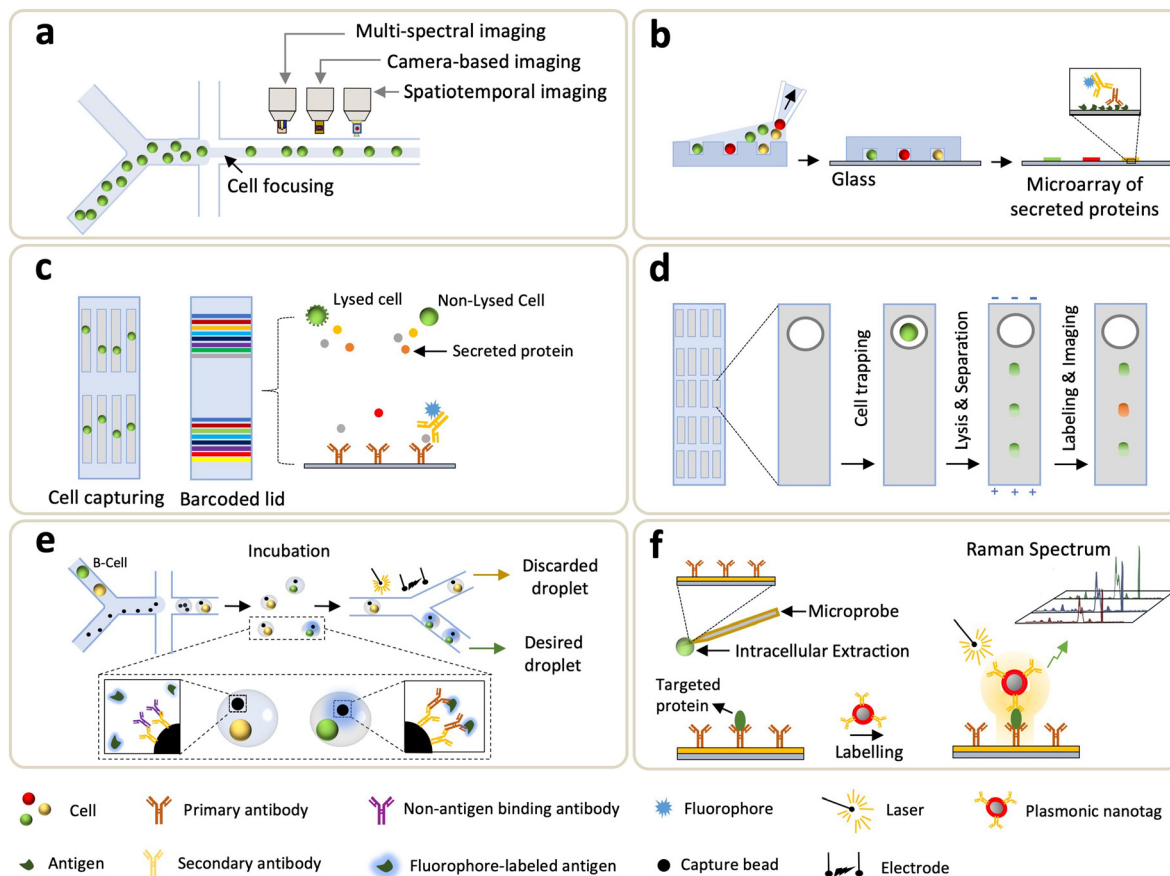 a
Multi-spectral imaging
Camera-based imaging
Spatiotemporal imaging
Cell focusing
b
Glass
Microarray of
secreted proteins
c
Lysed cell
Non-Lysed Cell
Secreted protein
Cell capturing
Barcoded lid
d
Cell trapping
Lysis & Separation
Labeling & Imaging
- - -
+ + +
e
B-Cell
Incubation
Discarded
droplet
Desired
droplet
f
Raman Spectrum
Microprobe
Intracellular Extraction
Targeted
protein
Labelling
Cell
Primary antibody
Non-antigen binding antibody
Fluorophore
Laser
Plasmonic nanotag
Antigen
Secondary antibody
Fluorophore-labeled antigen
Capture bead
Electrode